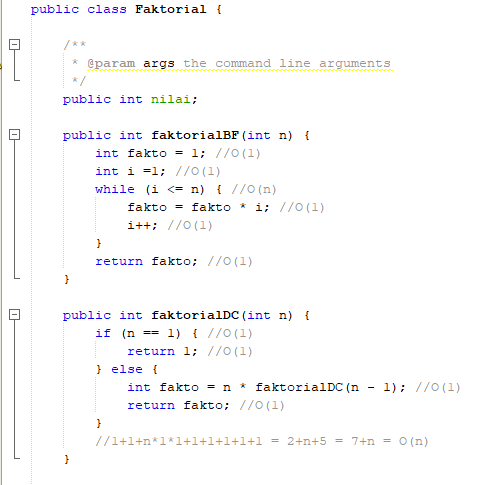 public class Faktorial {
/**
* @param args the command line arguments
*/
public int nilai;
public int faktorialBF(int n) {
int fakto = 1; //O(1)
int i =1; //O(1)
while (i <= n) { //O(n)
fakto = fakto * i; //O(1)
i++; //O(1)
}
return fakto; //O(1)
}
public int faktorialDC(int n) {
if (n == 1) { //O(1)
return 1; //O(1)
} else {
int fakto = n * faktorialDC(n - 1); //O(1)
return fakto; //O(1)
}
//1+1+n*1*1+1+1+1+1+1 = 2+n+5 = 7+n = O(n)
}